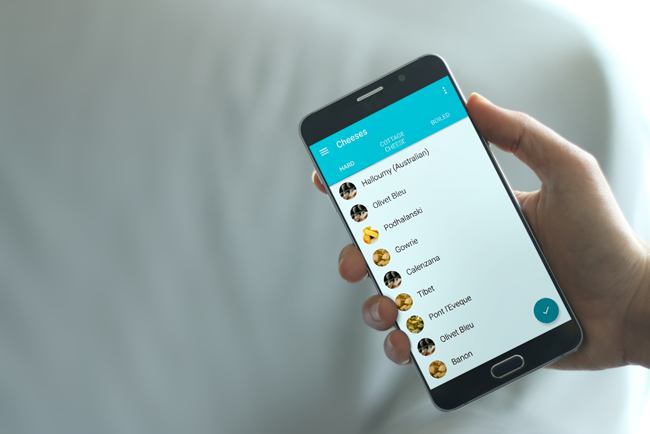 Cheeses
HARD
COTTAGE
CHEESE
BOILED
Halloumy (Australian)
Olivet Bleu
Podhalanski
Gowrie
Calenzana
Tibet
Pont l'Eveque
Olivet Bleu
Banon